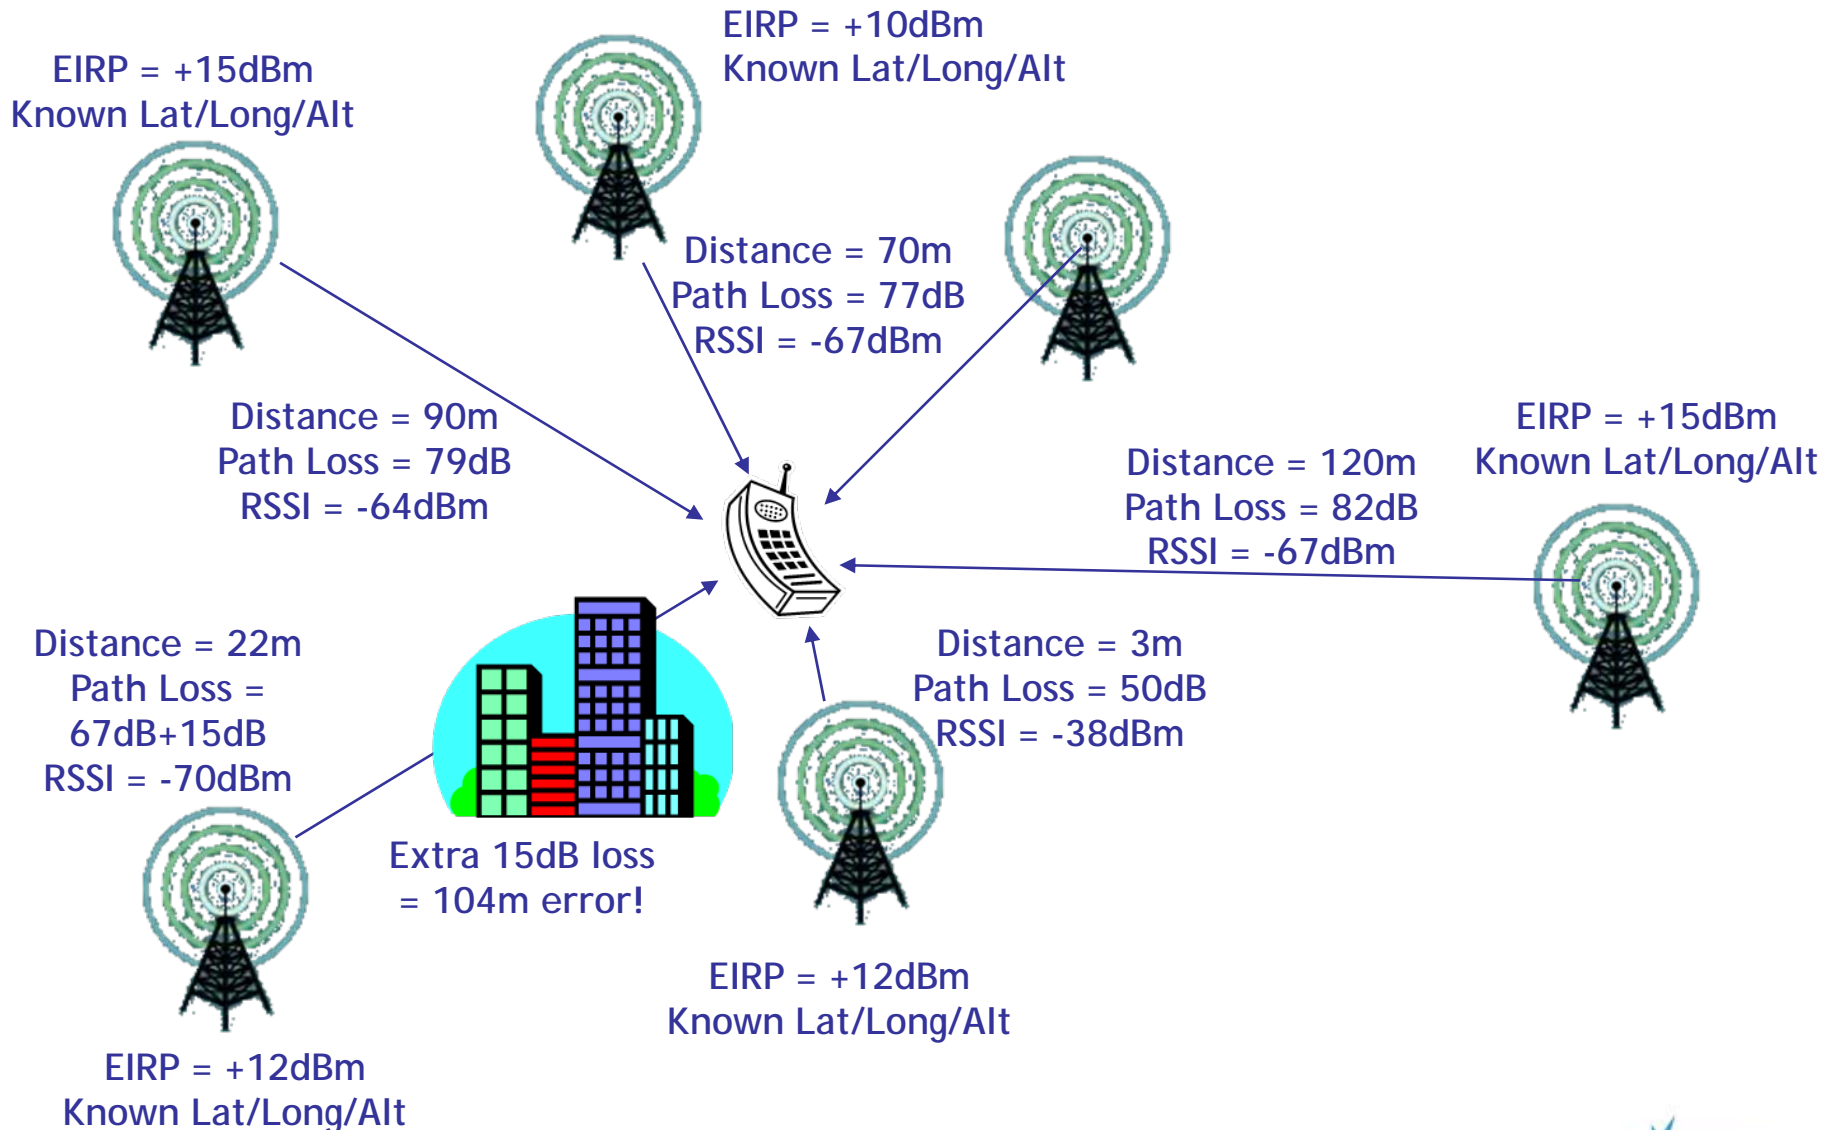 EIRP = +10dBm
Known Lat/Long/Alt
EIRP = +15dBm
Known Lat/Long/Alt
Distance = 70m
Path Loss = 77dB
RSSI = -67dBm
Distance = 90m
Path Loss = 79dB
RSSI = -64dBm
EIRP = +15dBm
Known Lat/Long/Alt
Distance = 120m
Path Loss = 82dB
RSSI = -67dBm
Distance = 22m
Path Loss =
67dB+15dB
RSSI = -70dBm
Distance = 3m
Path Loss = 50dB
RSSI = -38dBm
Extra 15dB loss
= 104m error!
EIRP = +12dBm
Known Lat/Long/Alt
EIRP = +12dBm
Known Lat/Long/Alt